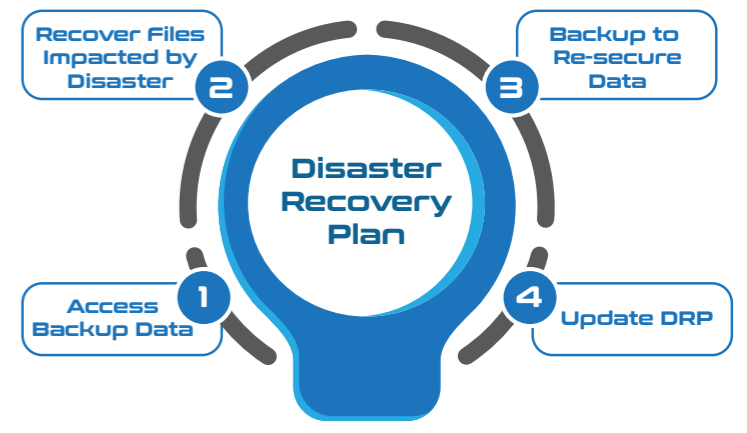 Disaster
Recovery
Plan
1
Access
Backup Data
2
Recover Files
Impacted by
Disaster
3
Backup to
Re-secure
Data
4
Update DRP